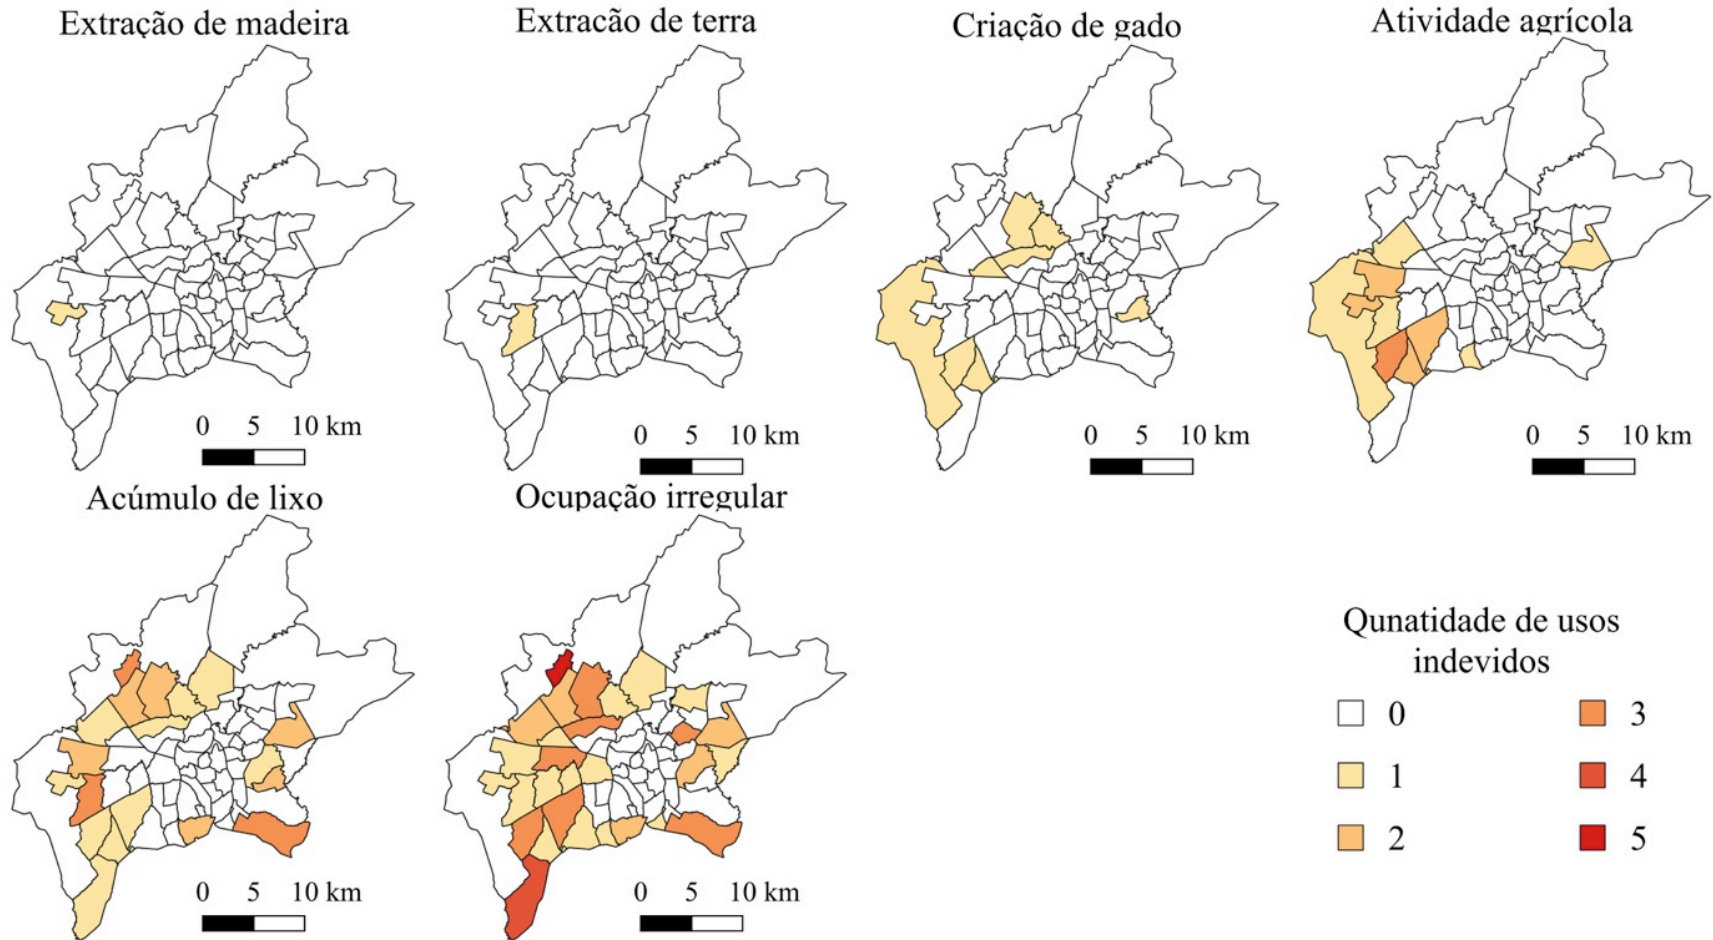 Extração de madeira
Extracão de terra
Criação de gado
Atividade agrícola
0 5 10 km
0 5 10 km
0 5 10 km
0 5 10 km
Acúmulo de lixo
Ocupação irregular
0 5 10 km
0 5 10 km
Qunatidade de usos
indevidos
0
3
1
4
2
5